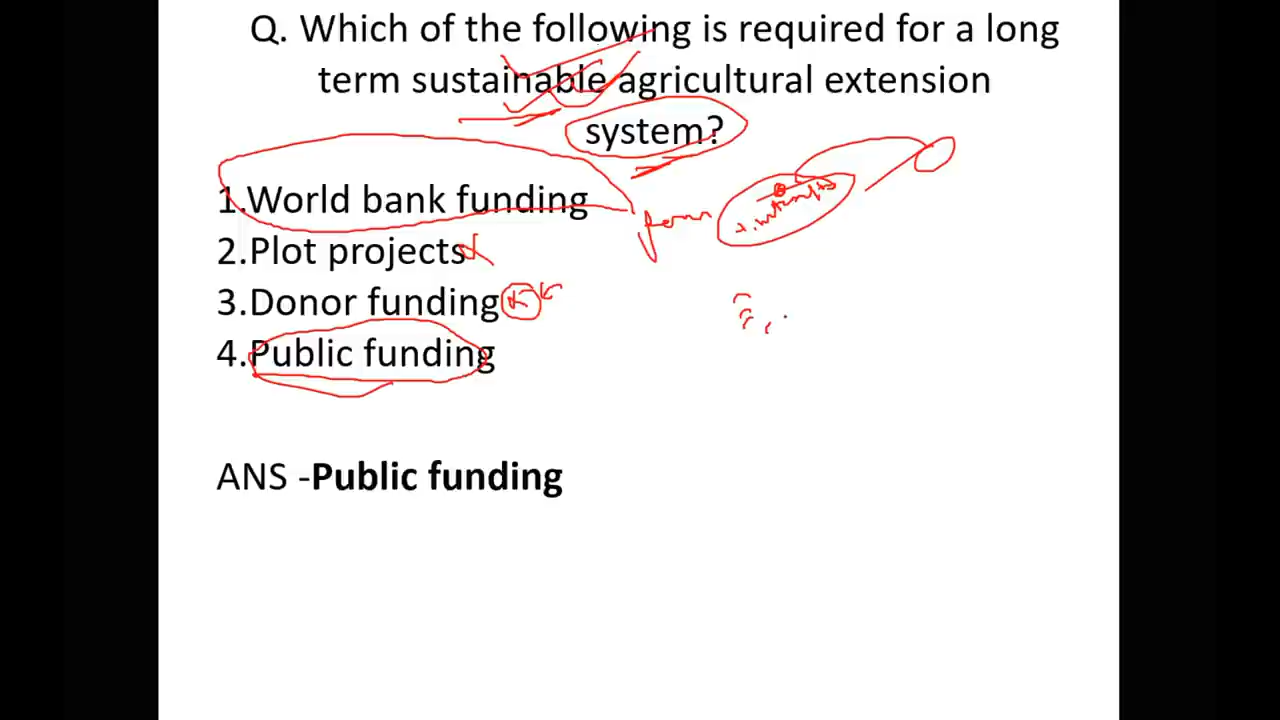 Q. Which of the following is required for a long
term sustainable agricultural extension
system?
1.World bank funding
2.Plot projects
3.Donor funding
4.Public funding
ANS -Public funding